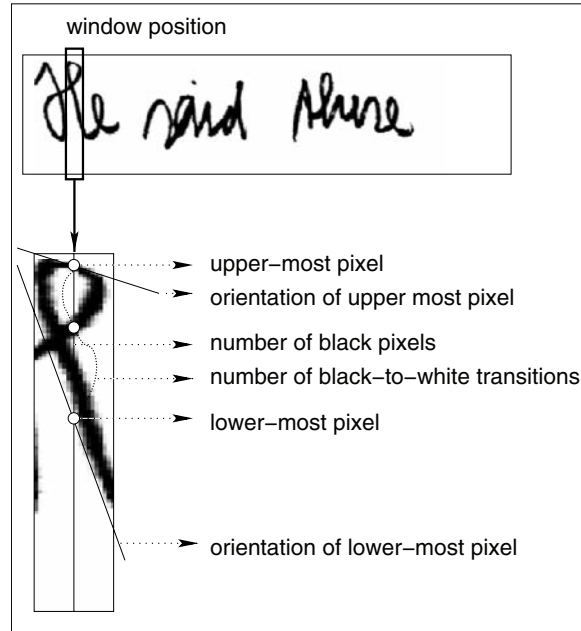 window position
He said these
upper-most pixel
orientation of upper most pixel
number of black pixels
number of black-to-white transitions
lower-most pixel
orientation of lower-most pixel